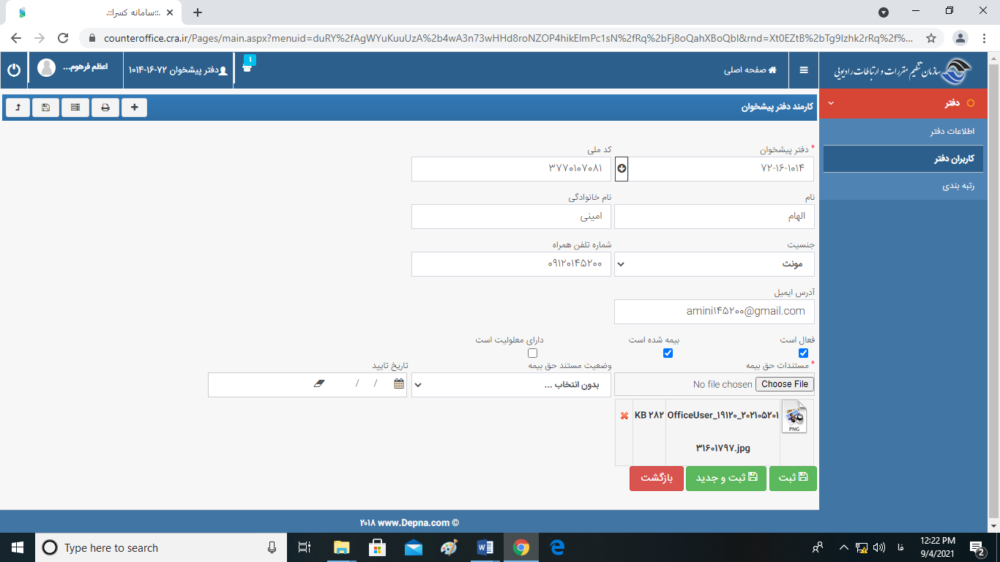 .::سامانه کسرا::.
counteroffice.cra.ir/Pages/main.aspx?menuid=duRY%2fAgWYuKuuUzA%2b4wA3n73wHHd8roNZOP4hikElmPc1sN%2fRq%2bFj8oQahXBoQbI&rnd=Xt0EZtB%2bTg9Izhk2rRq%2f%...
سازمان تنظیم مقررات و ارتباطات رادیویی
صفحه اصلی
۱
دفتر پیشخوان ۷۲-۱۶-۱۰۱۴
اعظم فرهوم...
دفتر
اطلاعات دفتر
کاربران دفتر
رتبه بندی
کارمند دفتر پیشخوان
* دفتر پیشخوان
کد ملی
۷۲-۱۶-۱۰۱۴
۳۷۷۰۱۰۷۰۸۱
نام
نام خانوادگی
الهام
امینی
جنسیت
شماره تلفن همراه
مونث
۰۹۱۲۰۱۴۵۲۰۰
آدرس ایمیل
amini۱۴۵۲۰۰@gmail.com
فعال است
بیمه شده است
دارای معلولیت است
* مستندات حق بیمه
وضعیت مستند حق بیمه
تاریخ تایید
Choose File No file chosen
بدون انتخاب ...
/ /
PNG
OfficeUser_۱۹۱۲۰_۲۰۲۱۰۵۲۰۱
۳۱۶۰۱۷۹۷.jpg
۲۸۲ KB
ثبت
ثبت و جدید
بازگشت
۲۰۱۸ www.Depna.com ©
Type here to search
فا
12:22 PM
9/4/2021
2